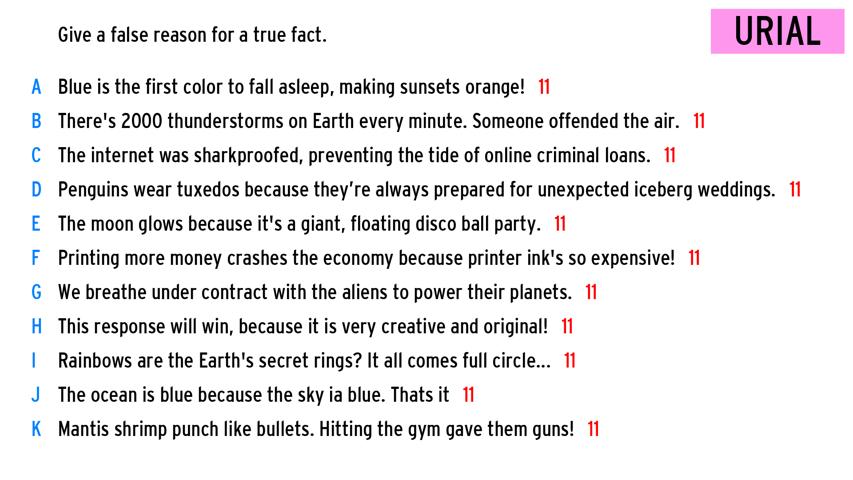 Give a false reason for a true fact.
URIAL
A Blue is the first color to fall asleep, making sunsets orange! 11
B There's 2000 thunderstorms on Earth every minute. Someone offended the air. 11
C The internet was sharkproofed, preventing the tide of online criminal loans. 11
D Penguins wear tuxedos because they’re always prepared for unexpected iceberg weddings. 11
E The moon glows because it's a giant, floating disco ball party. 11
F Printing more money crashes the economy because printer ink's so expensive! 11
G We breathe under contract with the aliens to power their planets. 11
H This response will win, because it is very creative and original! 11
I Rainbows are the Earth's secret rings? It all comes full circle... 11
J The ocean is blue because the sky ia blue. Thats it 11
K Mantis shrimp punch like bullets. Hitting the gym gave them guns! 11